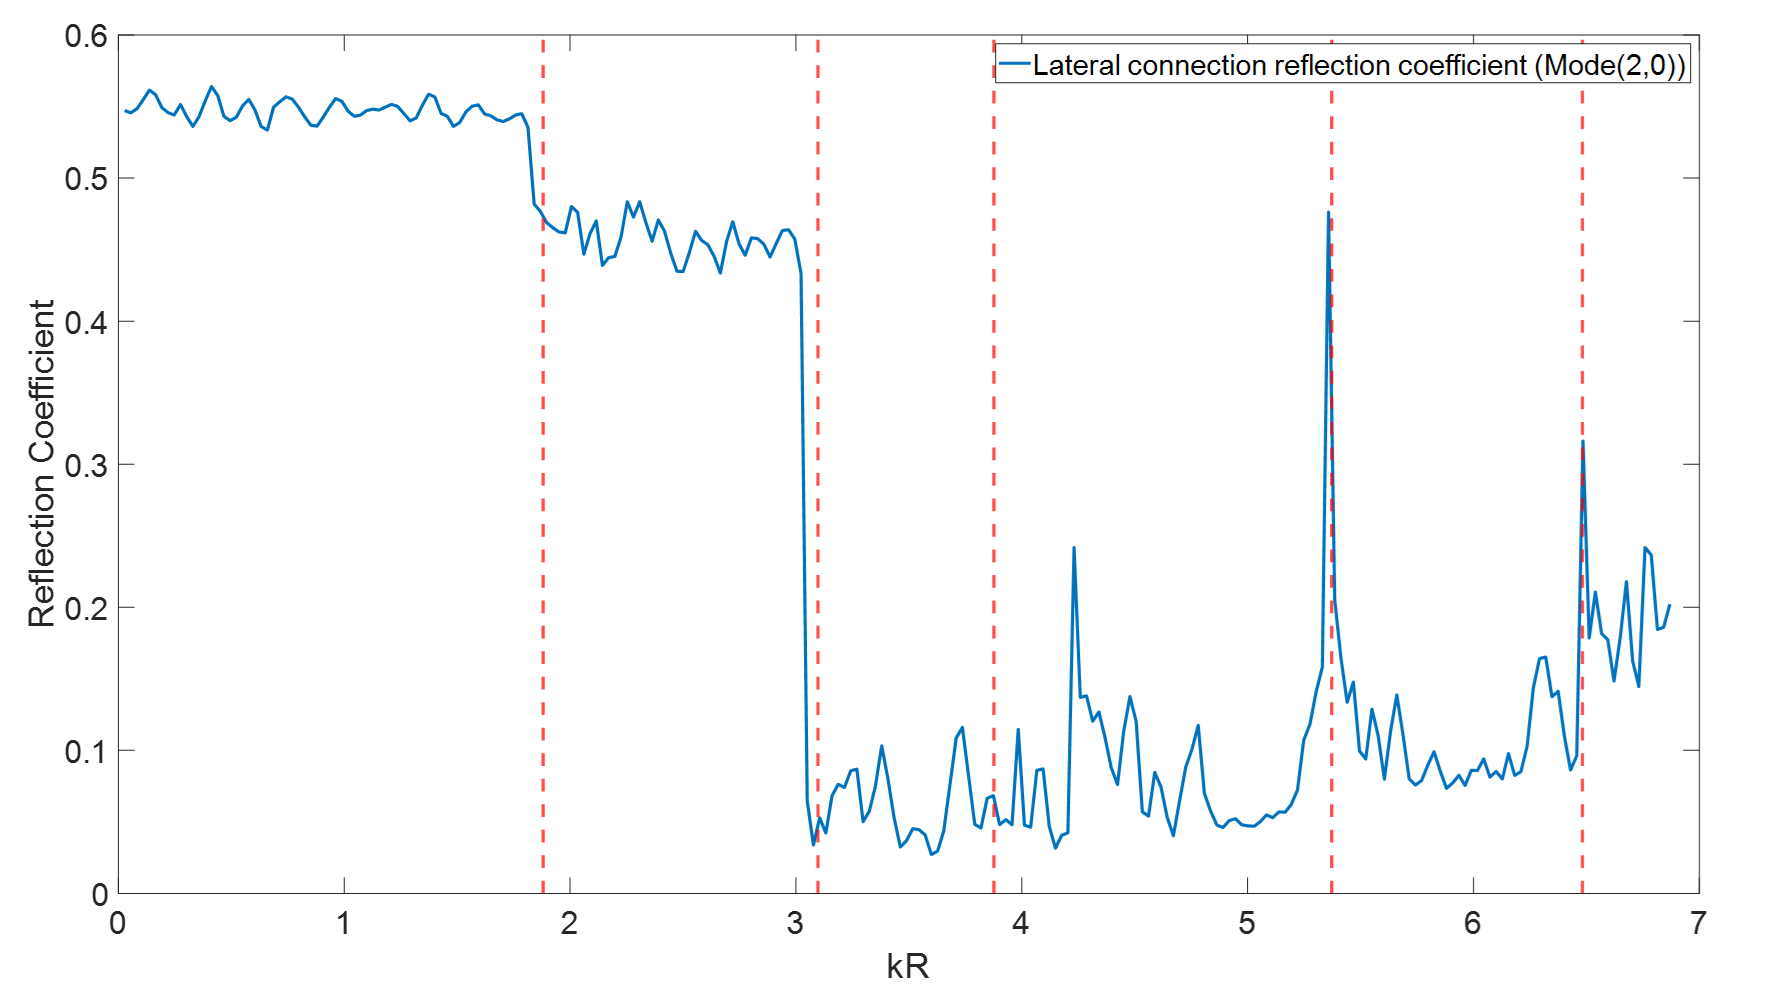 0.6
0.5
0.4
0.3
0.2
0.1
0
Reflection Coefficient
Lateral connection reflection coefficient (Mode(2,0))
0 1 2 3 4 5 6 7
kR